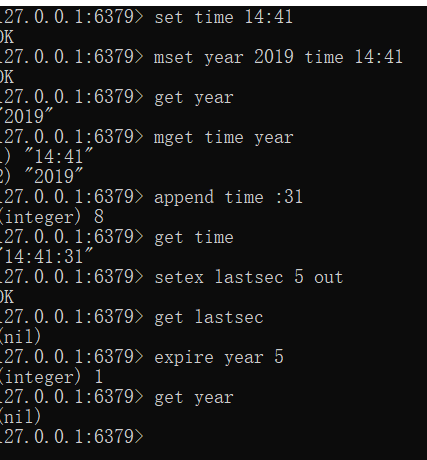 27.0.0.1:6379> set time 14:41
OK
27.0.0.1:6379> mset year 2019 time 14:41
OK
27.0.0.1:6379> get year
"2019"
27.0.0.1:6379> mget time year
1) "14:41"
2) "2019"
27.0.0.1:6379> append time :31
(integer) 8
27.0.0.1:6379> get time
"14:41:31"
27.0.0.1:6379> setex lastsec 5 out
OK
27.0.0.1:6379> get lastsec
(nil)
27.0.0.1:6379> expire year 5
(integer) 1
27.0.0.1:6379> get year
(nil)
27.0.0.1:6379>